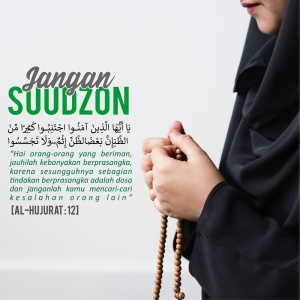 Jangan
SUUDZON
يَا أَيُّهَا الَّذِينَ آمَنُوا اجْتَنِبُوا كَثِيرًا مِّنَ
الظَّنِّ إِنَّ بَعْضَ الظَّنِّ إِثْمٌ وَلَا تَجَسَّسُوا
"Hai orang-orang yang beriman,
jauhilah kebanyakan berprasangka,
karena sesungguhnya sebagian
tindakan berprasangka adalah dosa
dan janganlah kamu mencari-cari
kesalahan orang lain"
[AL-HUJURAT : 12]